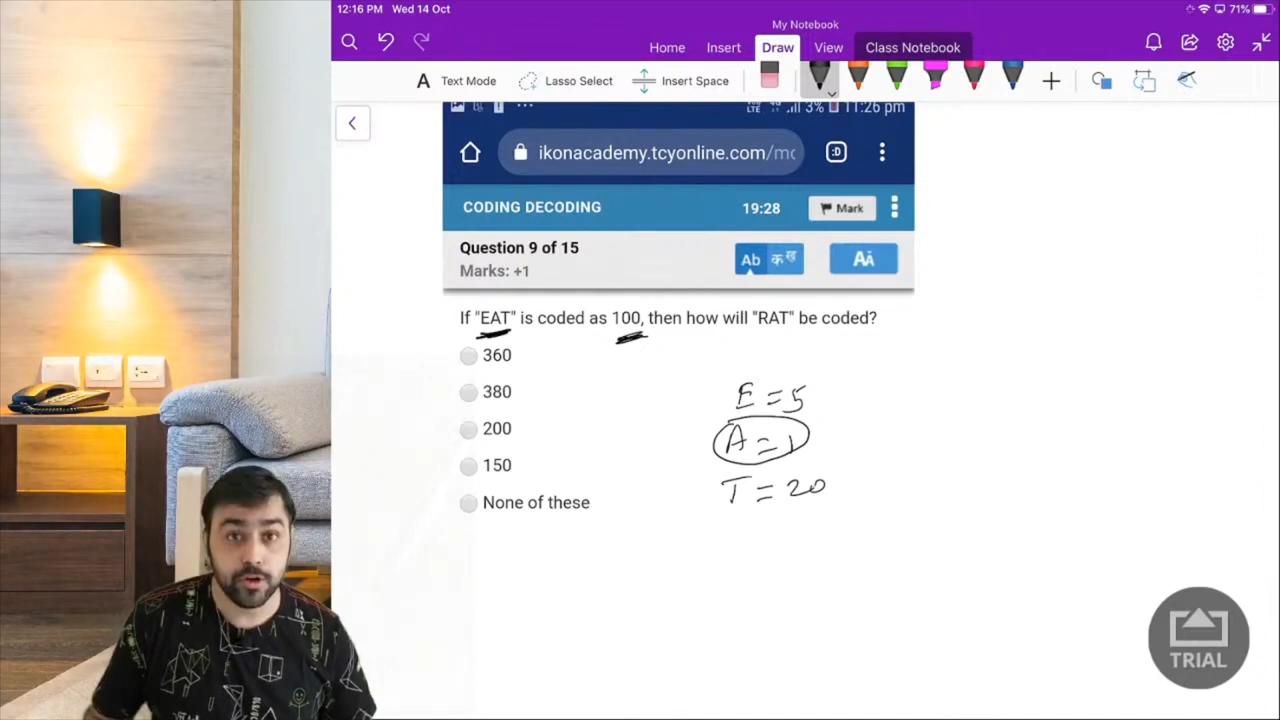 12:16 PM Wed 14 Oct
71%
My Notebook
Home Insert Draw View Class Notebook
A Text Mode Lasso Select Insert Space
3% 11:26 pm
ikonacademy.tcyonline.com/mc
:D
CODING DECODING 19:28 Mark
Question 9 of 15
Marks: +1
Ab क ख AA
If "EAT" is coded as 100, then how will "RAT" be coded?
360
380
200
150
None of these
E = 5
A = 1
T = 20
TRIAL